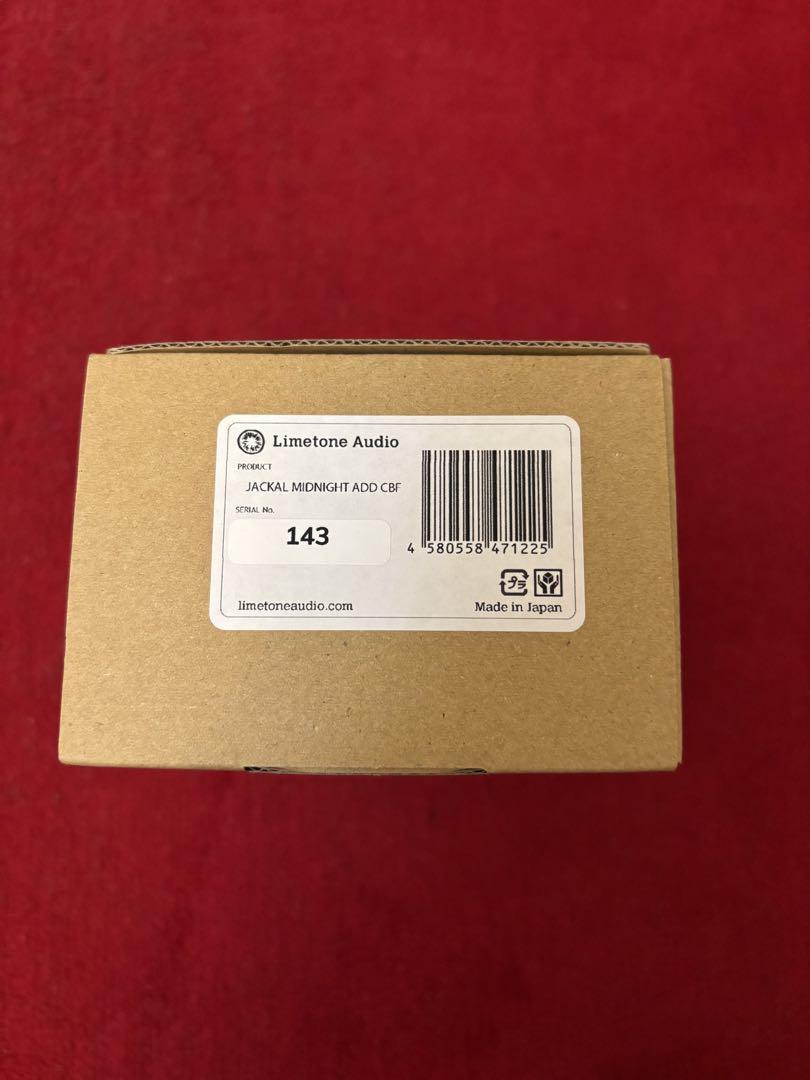 Limetone Audio
PRODUCT
JACKAL MIDNIGHT ADD CBF
SERIAL No.
143
4 580558 471225
プラ
limetoneaudio.com
Made in Japan